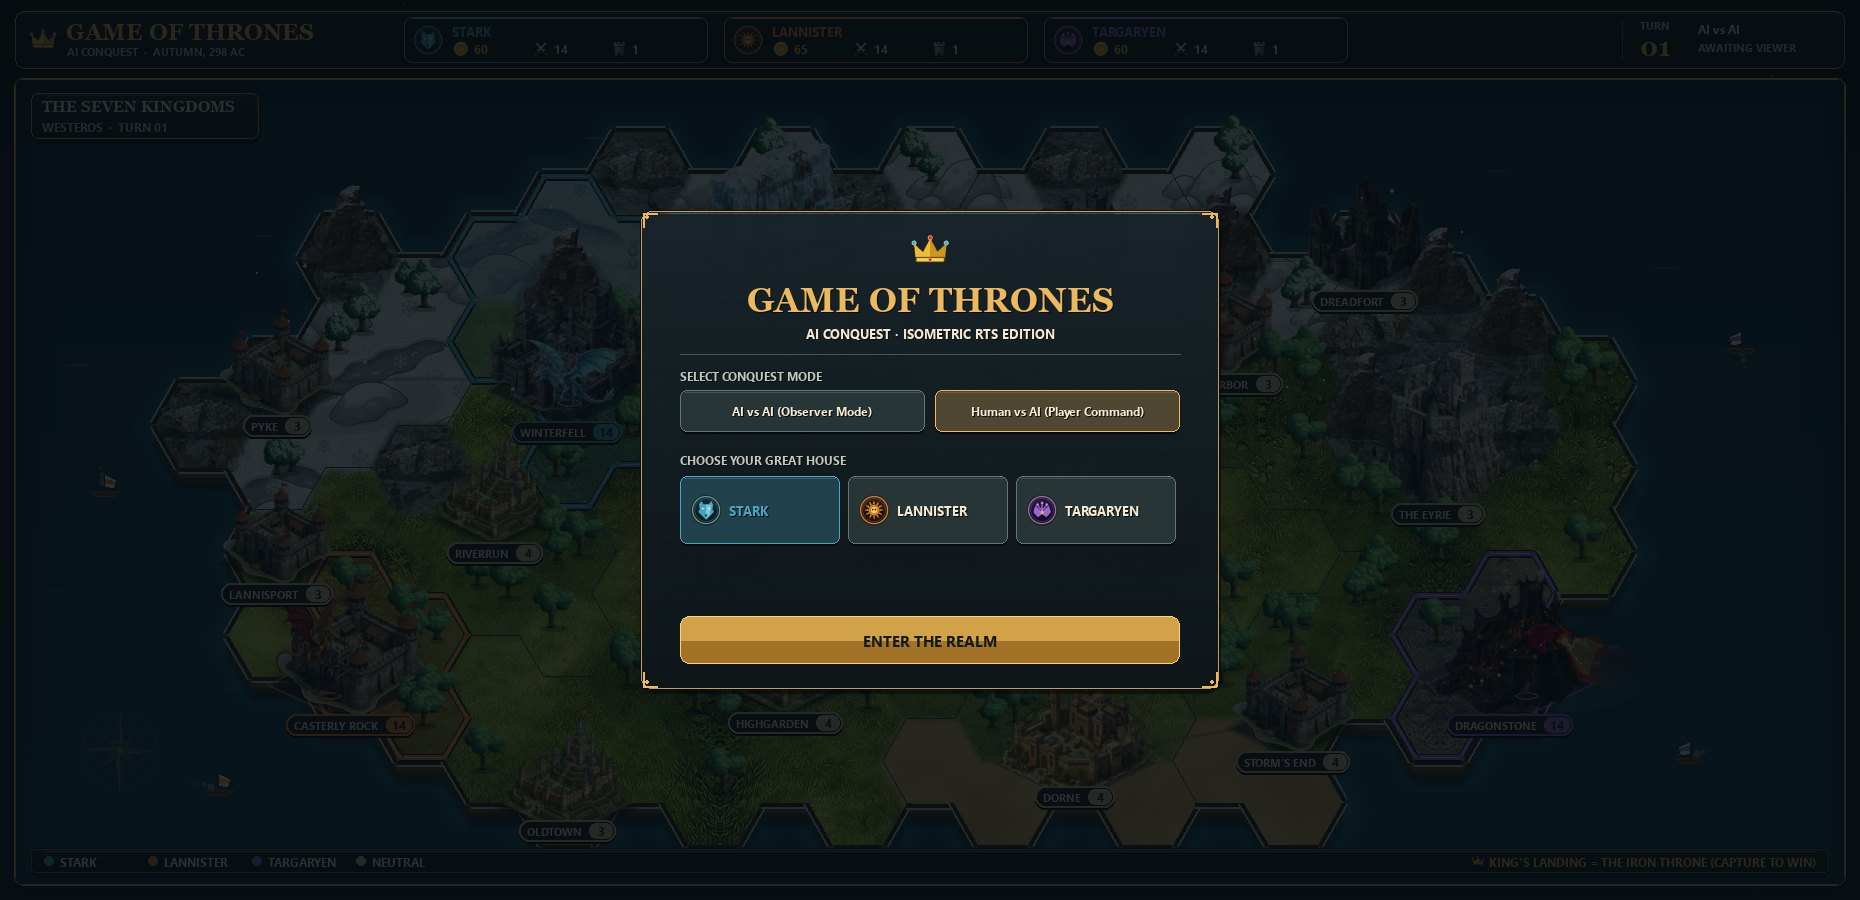 GAME OF THRONES
AI CONQUEST · AUTUMN, 298 AC
STARK
60 14 1
LANNISTER
65 14 1
TARGARYEN
60 14 1
TURN
01
AI vs AI
AWAITING VIEWER
THE SEVEN KINGDOMS
WESTEROS · TURN 01
GAME OF THRONES
AI CONQUEST · ISOMETRIC RTS EDITION
SELECT CONQUEST MODE
AI vs AI (Observer Mode)
Human vs AI (Player Command)
CHOOSE YOUR GREAT HOUSE
STARK
LANNISTER
TARGARYEN
ENTER THE REALM
DREADFORT 3
RBOR 3
PYKE 3
WINTERFELL 14
THE EYRIE 3
RIVERRUN 4
LANNISPORT 3
CASTERLY ROCK 14
HIGHGARDEN 4
DRAGONSTONE 14
STORM'S END 4
DORNE 4
OLDTOWN 3
STARK
LANNISTER
TARGARYEN
NEUTRAL
KING'S LANDING = THE IRON THRONE (CAPTURE TO WIN)